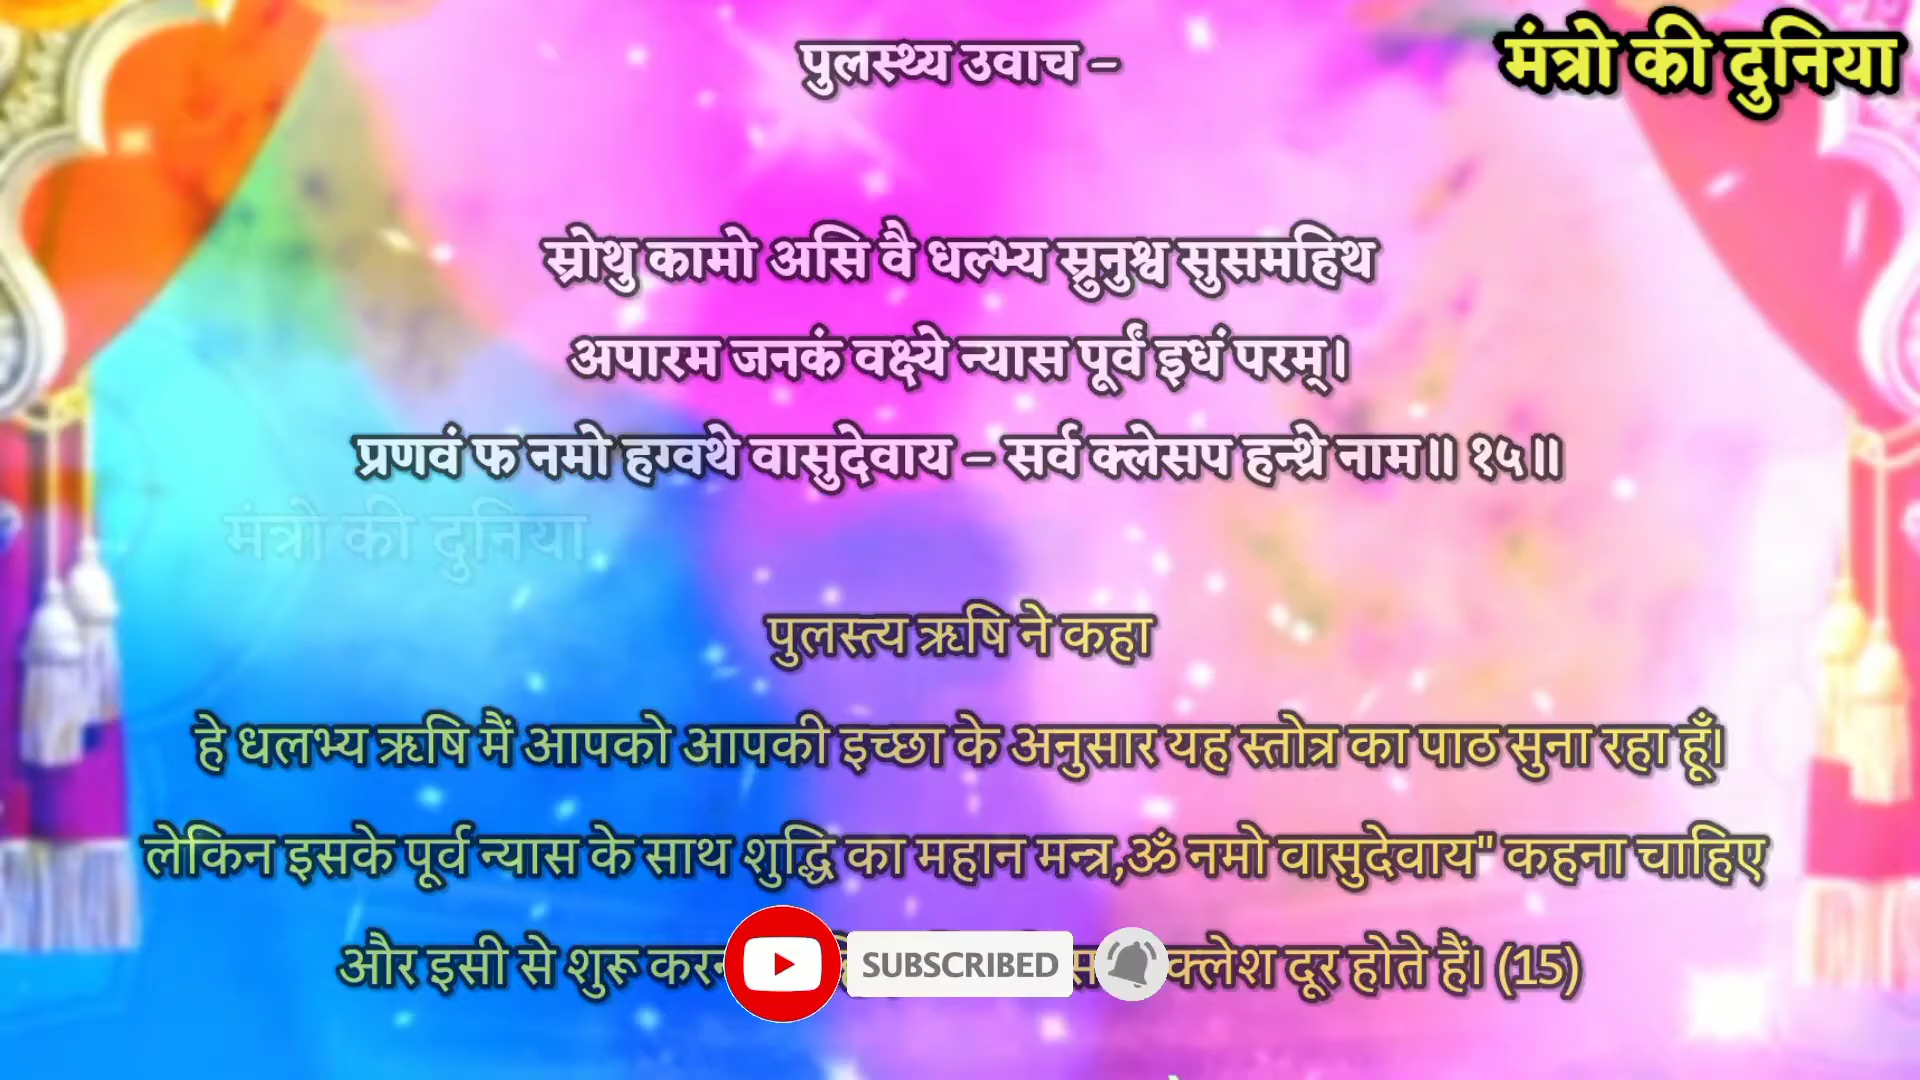 पुलस्थ्य उवाच –
मंत्रो की दुनिया
स्रोथु कामो असि वै धल्भ्य स्रुनुश्व सुसमहिथ
अपारम जनकं वक्ष्ये न्यास पूर्वं इधं परम्।
प्रणवं फ नमो हग्वथे वासुदेवाय – सर्व क्लेसप हन्थ्रे नाम॥ १५॥
मंत्रो की दुनिया
पुलस्त्य ऋषि ने कहा
हे धलभ्य ऋषि मैं आपको आपकी इच्छा के अनुसार यह स्तोत्र का पाठ सुना रहा हूँ।
लेकिन इसके पूर्व न्यास के साथ शुद्धि का महान मन्त्र,ॐ नमो वासुदेवाय" कहना चाहिए
और इसी से शुरू क्लेश दूर होते हैं। (15)
SUBSCRIBED